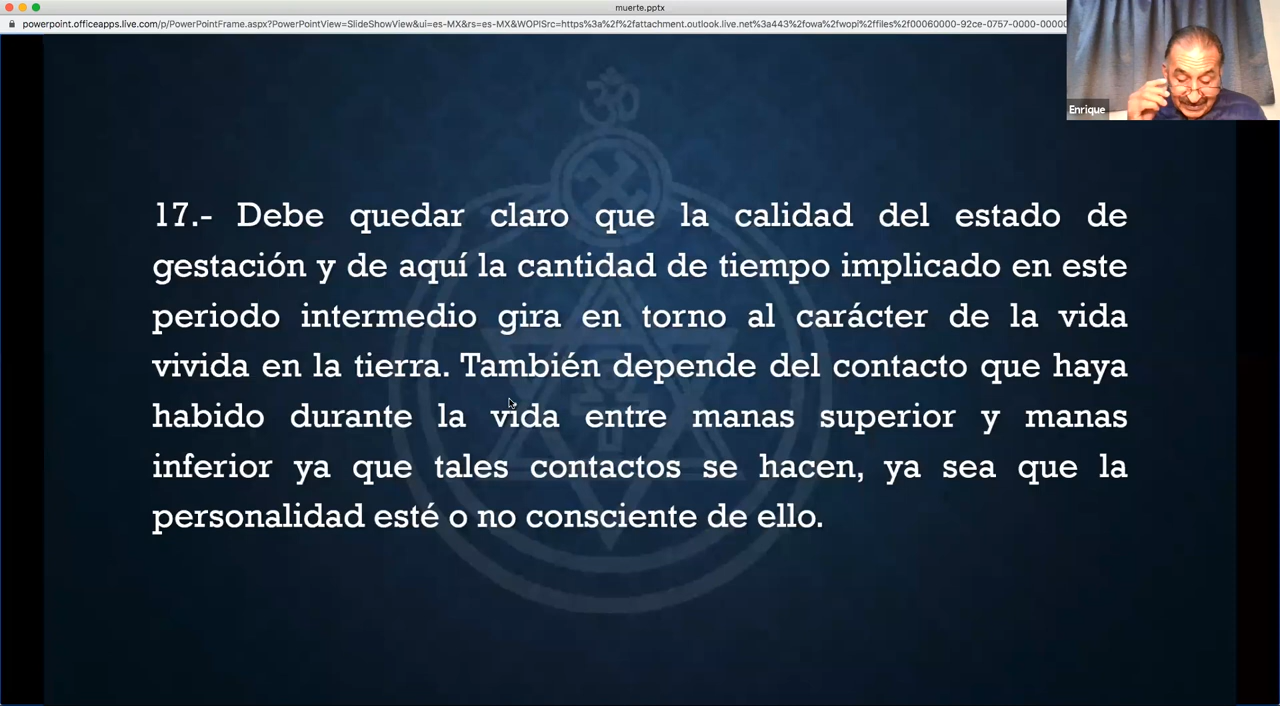 muerte.pptx
powerpoint.officeapps.live.com/p/PowerPointFrame.aspx?PowerPointView=SlideShowView&ui=es-MX&rs=es-MX&WOPISrc=https%3a%2f%2fattachment.outlook.live.net%3a443%2fowa%2fwopi%2ffiles%2f00060000-92ce-0757-0000-00000
Enrique
ॐ
17.- Debe quedar claro que la calidad del estado de
gestación y de aquí la cantidad de tiempo implicado en este
periodo intermedio gira en torno al carácter de la vida
vivida en la tierra. También depende del contacto que haya
habido durante la vida entre manas superior y manas
inferior ya que tales contactos se hacen, ya sea que la
personalidad esté o no consciente de ello.